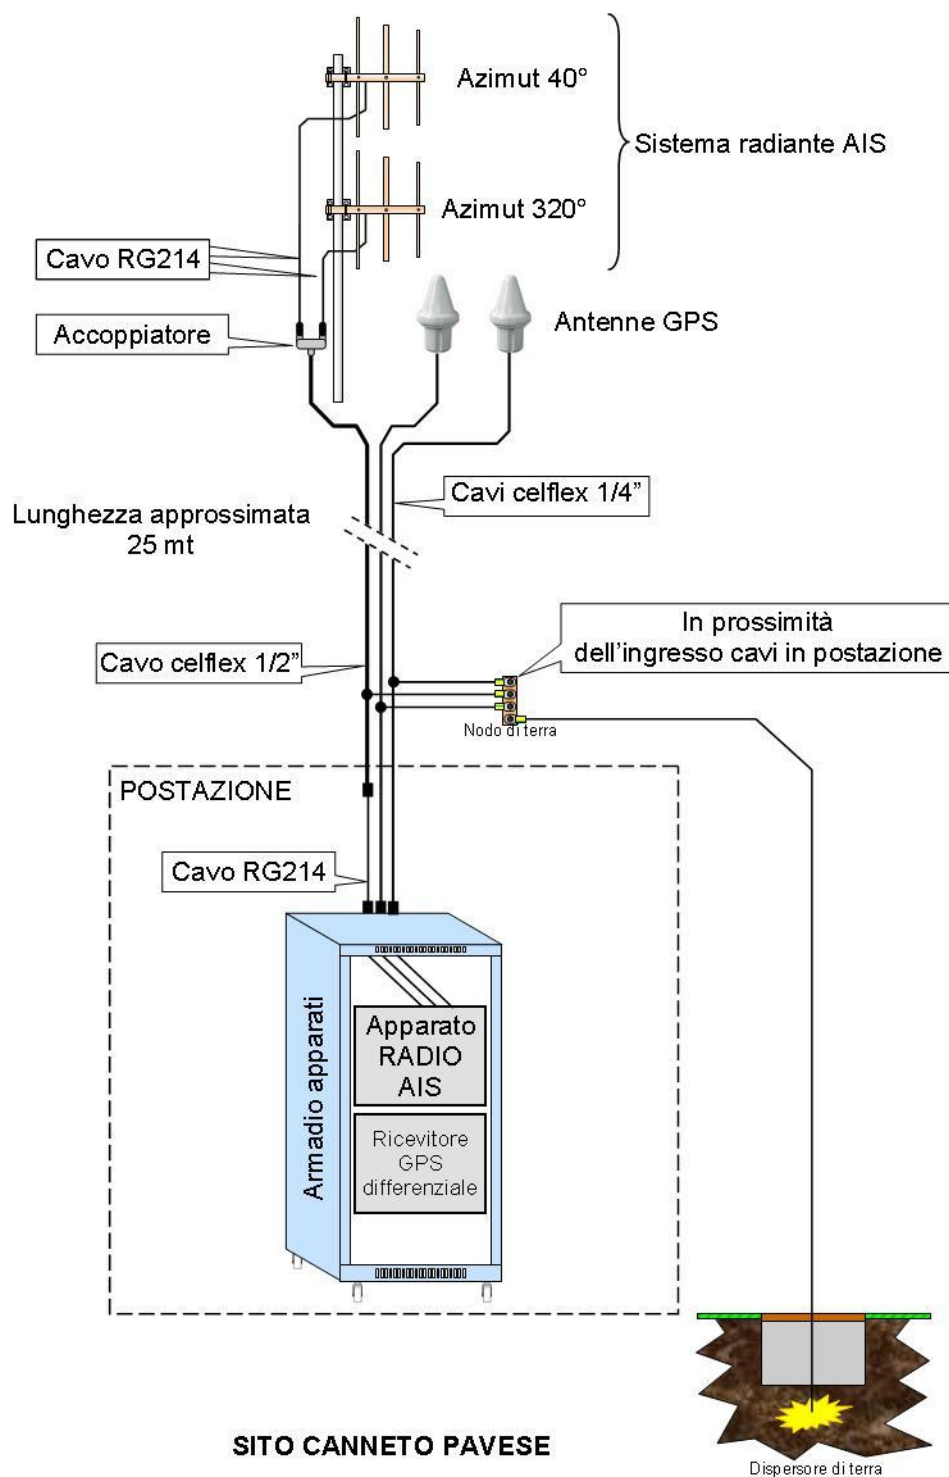 Azimut 40°
Sistema radiante AIS
Azimut 320°
Cavo RG214
Accoppiatore
Antenne GPS
Cavi celflex 1/4”
Lunghezza approssimata
25 mt
In prossimità
dell’ingresso cavi in postazione
Cavo celflex 1/2”
Nodo di terra
POSTAZIONE
Cavo RG214
Armadio apparati
Apparato
RADIO
AIS
Ricevitore
GPS
differenziale
SITO CANNETO PAVESE
Dispersore di terra